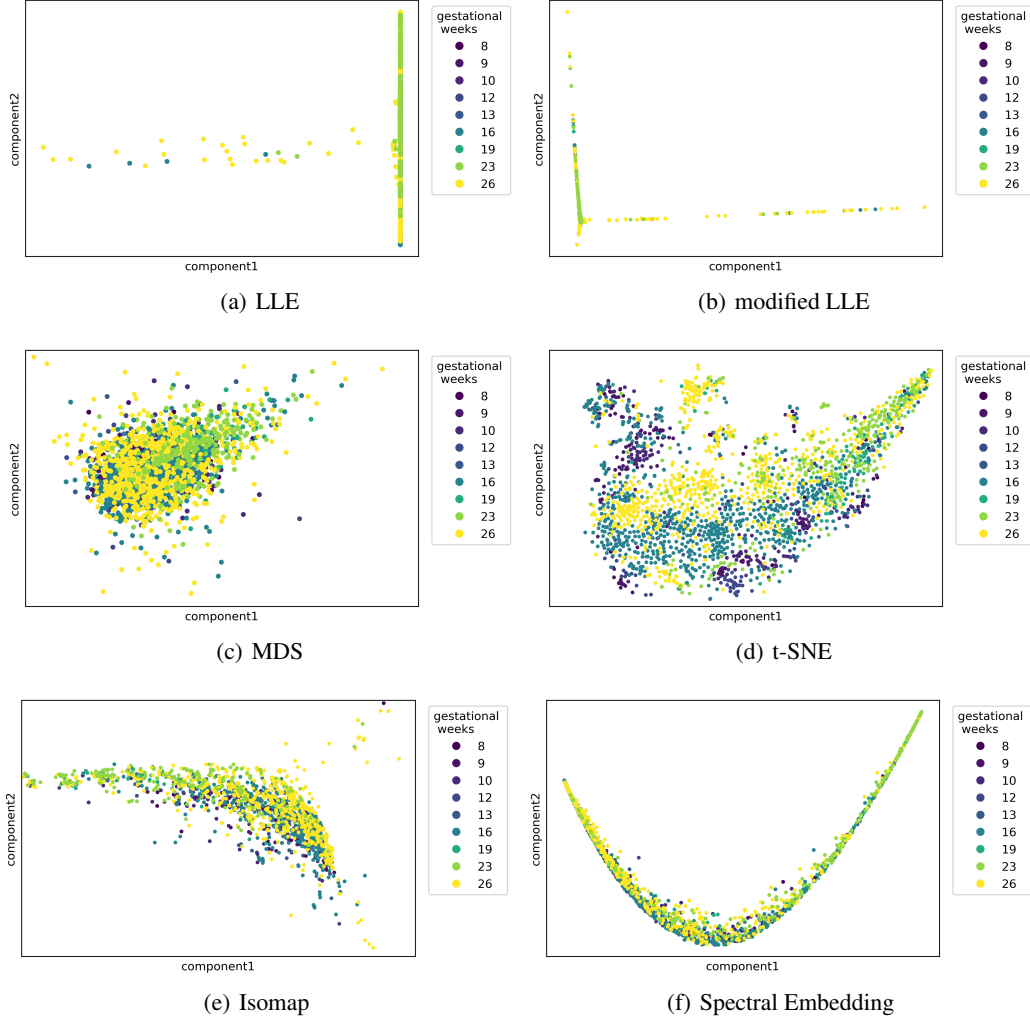 gestational
weeks
8
9
10
12
13
16
19
23
26
component2
component1
(a) LLE
gestational
weeks
8
9
10
12
13
16
19
23
26
component2
component1
(b) modified LLE
gestational
weeks
8
9
10
12
13
16
19
23
26
component2
component1
(c) MDS
gestational
weeks
8
9
10
12
13
16
19
23
26
component2
component1
(d) t-SNE
gestational
weeks
8
9
10
12
13
16
19
23
26
component2
component1
(e) Isomap
gestational
weeks
8
9
10
12
13
16
19
23
26
component2
component1
(f) Spectral Embedding